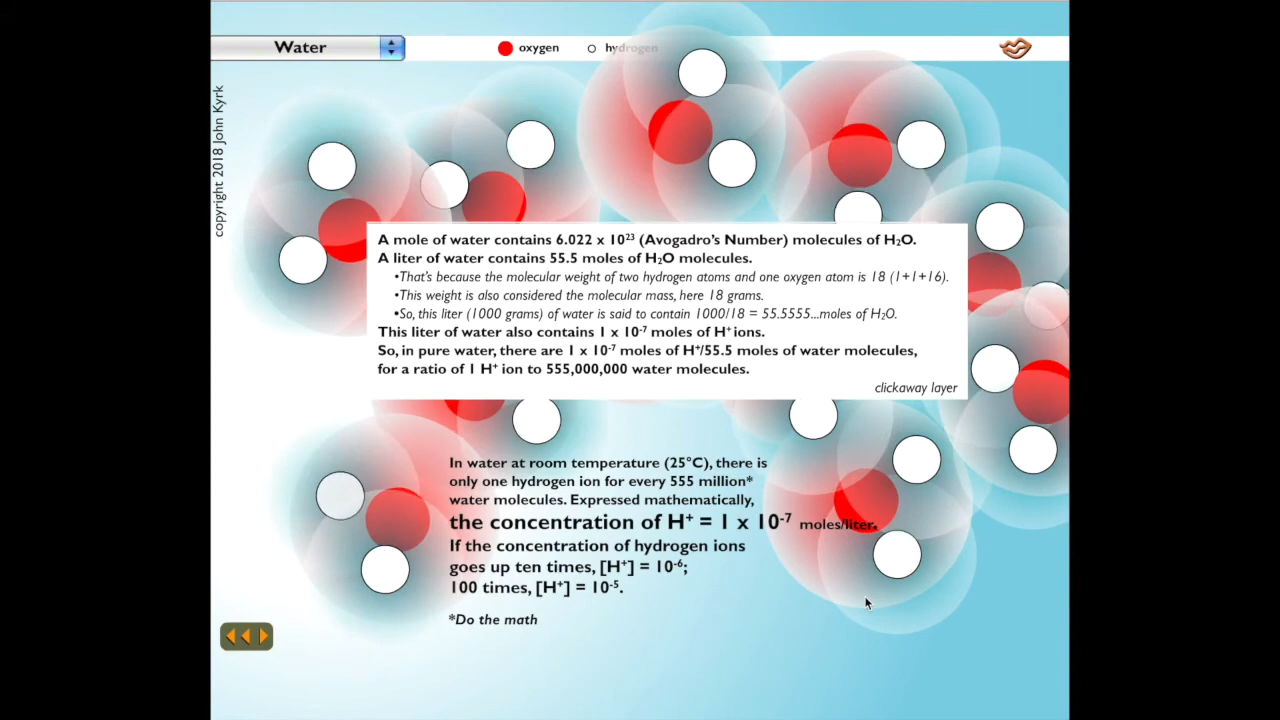 Water
oxygen
hydrogen
copyright 2018 John Kyrk
A mole of water contains 6.022 x 10²³ (Avogadro's Number) molecules of H₂O.
A liter of water contains 55.5 moles of H₂O molecules.
•That's because the molecular weight of two hydrogen atoms and one oxygen atom is 18 (1+1+16).
•This weight is also considered the molecular mass, here 18 grams.
•So, this liter (1000 grams) of water is said to contain 1000/18 = 55.5555...moles of H₂O.
This liter of water also contains 1 x 10⁻⁷ moles of H⁺ ions.
So, in pure water, there are 1 x 10⁻⁷ moles of H⁺/55.5 moles of water molecules,
for a ratio of 1 H⁺ ion to 555,000,000 water molecules.
clickaway layer
In water at room temperature (25°C), there is
only one hydrogen ion for every 555 million*
water molecules. Expressed mathematically,
the concentration of H⁺ = 1 x 10⁻⁷ moles/liter.
If the concentration of hydrogen ions
goes up ten times, [H⁺] = 10⁻⁶;
100 times, [H⁺] = 10⁻⁵.
*Do the math